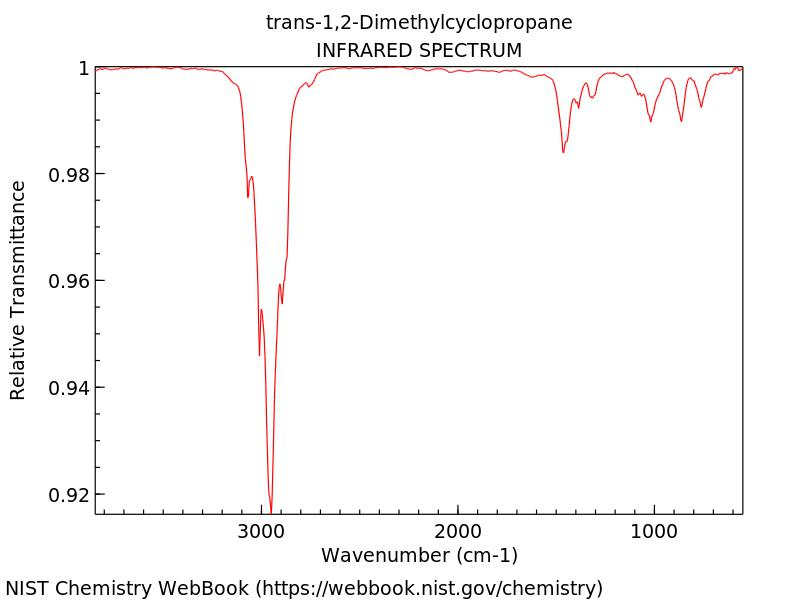 trans-1,2-Dimethylcyclopropane
INFRARED SPECTRUM
1
0.98
0.96
0.94
0.92
Relative Transmittance
3000 2000 1000
Wavenumber (cm-1)
NIST Chemistry WebBook (https://webbook.nist.gov/chemistry)